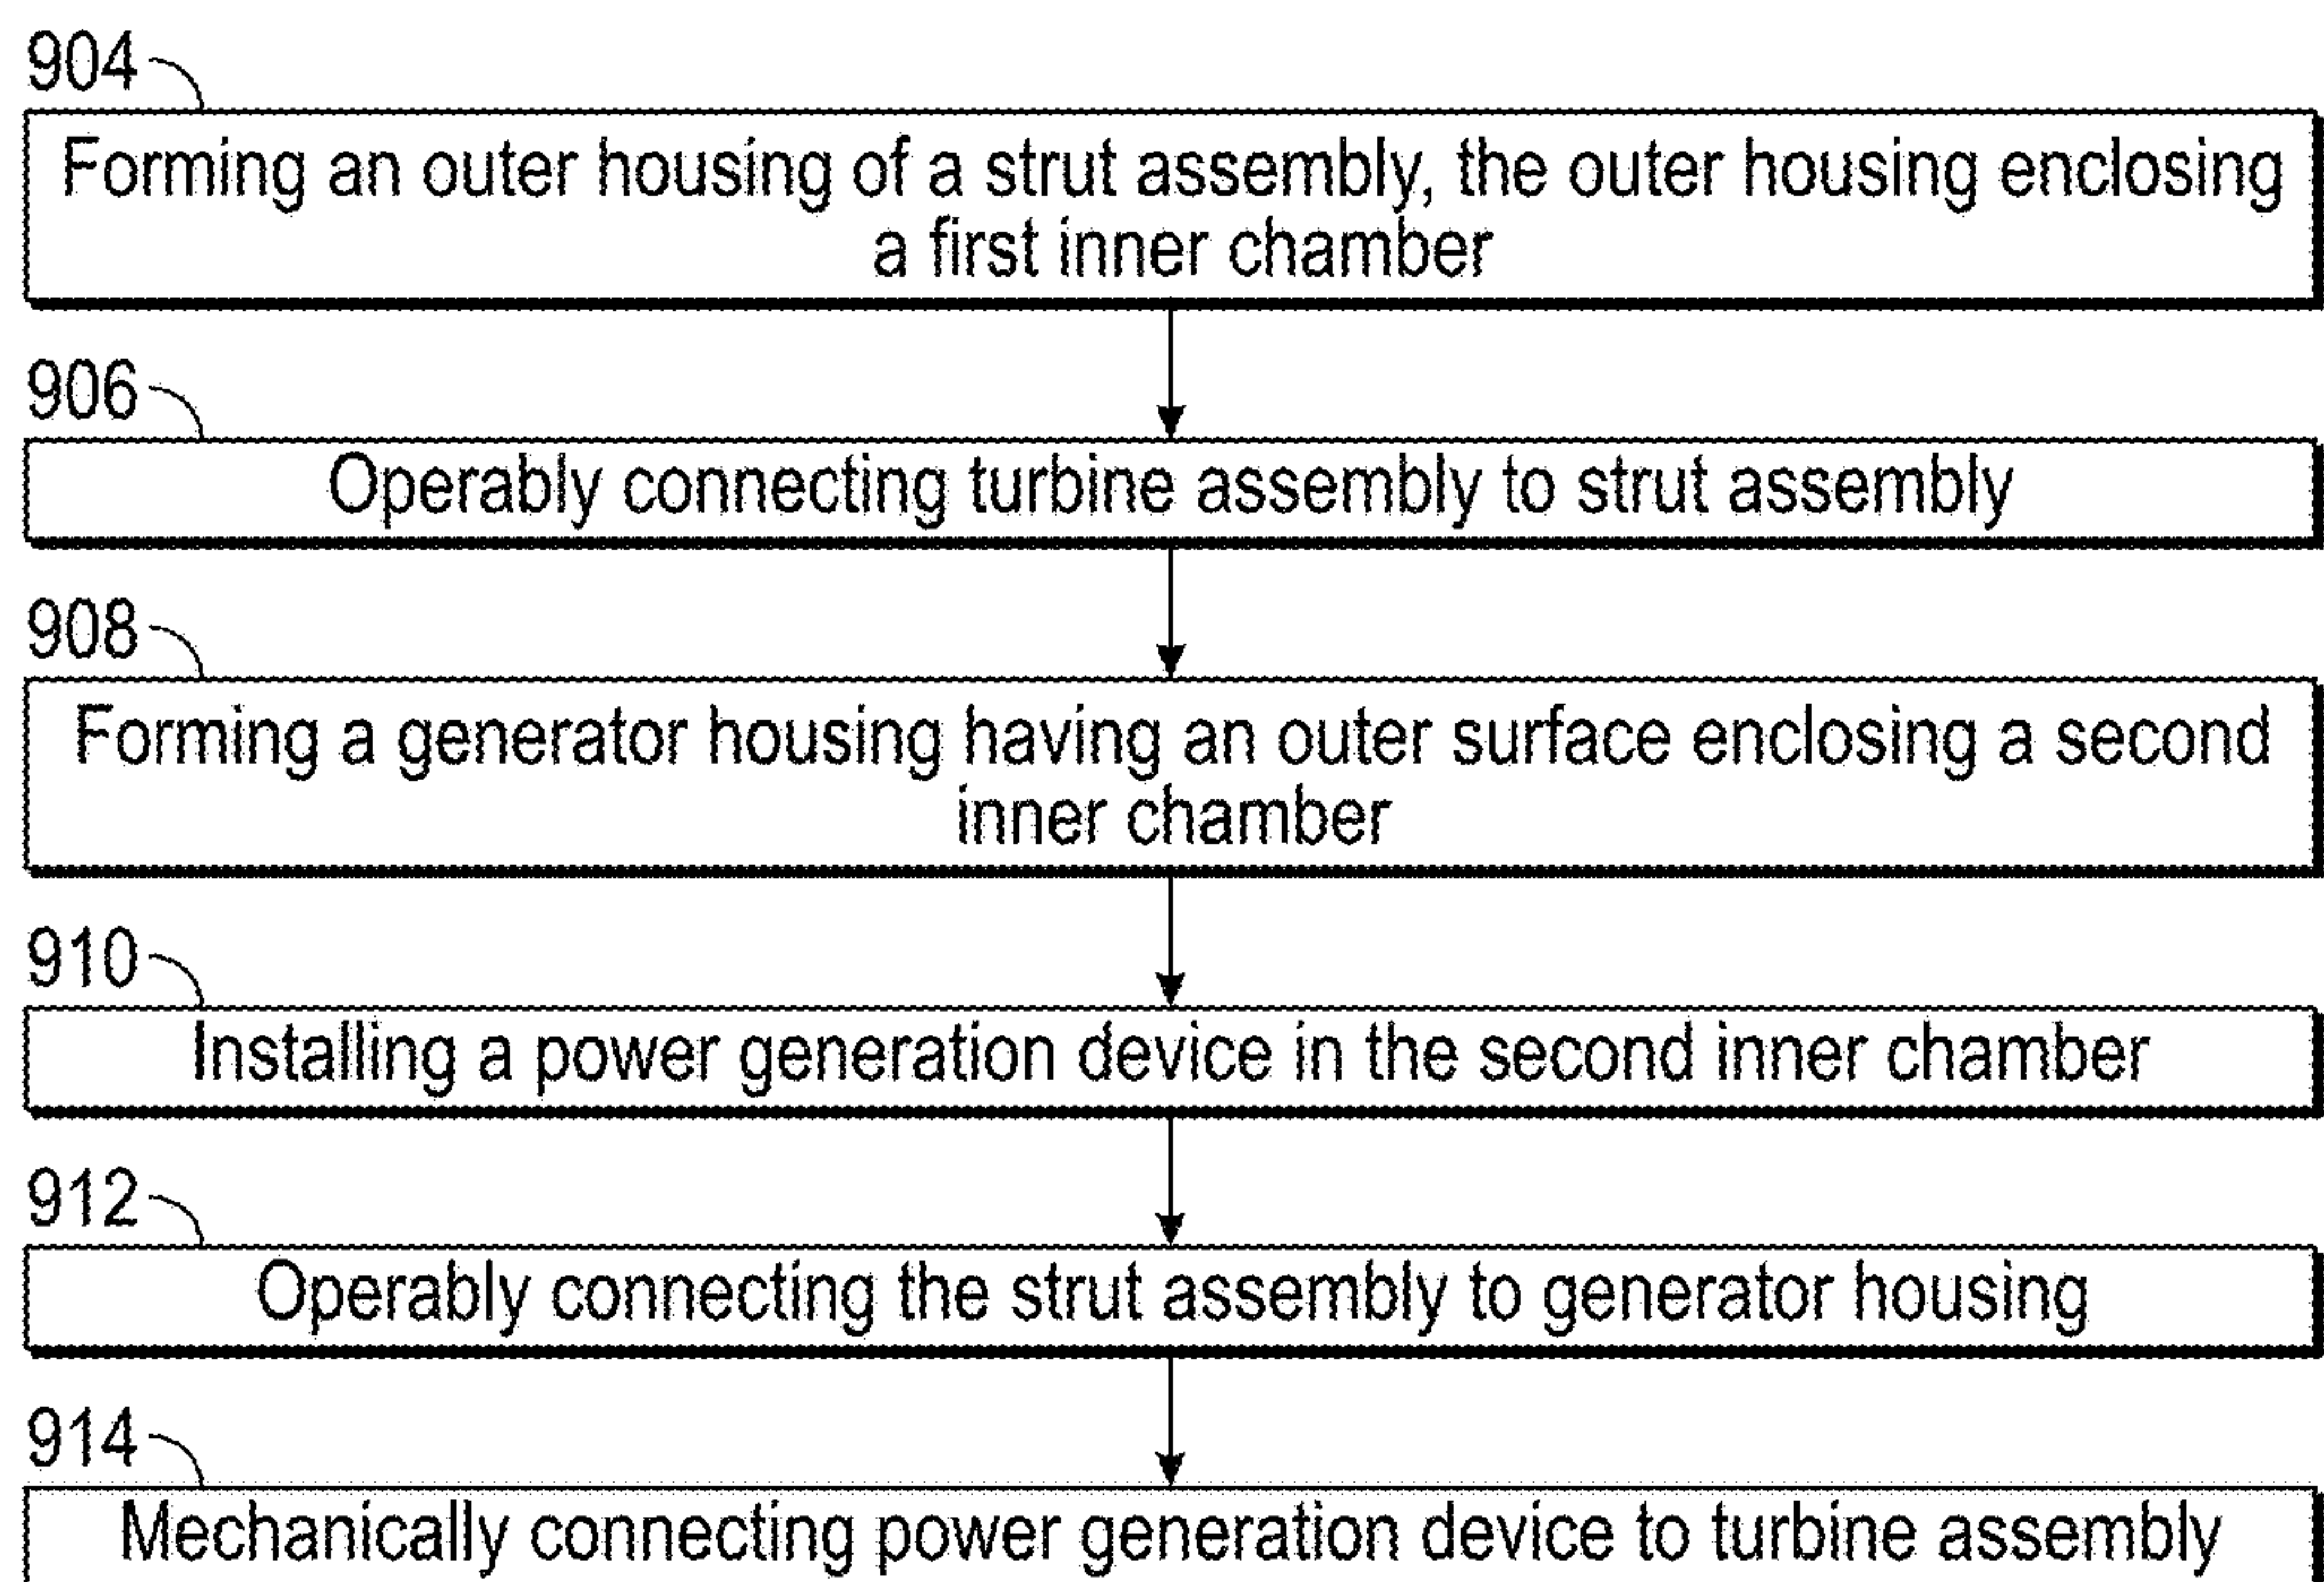 904
Forming an outer housing of a strut assembly, the outer housing enclosing
a first inner chamber
906
Operably connecting turbine assembly to strut assembly
908
Forming a generator housing having an outer surface enclosing a second
inner chamber
910
Installing a power generation device in the second inner chamber
912
Operably connecting the strut assembly to generator housing
914
Mechanically connecting power generation device to turbine assembly